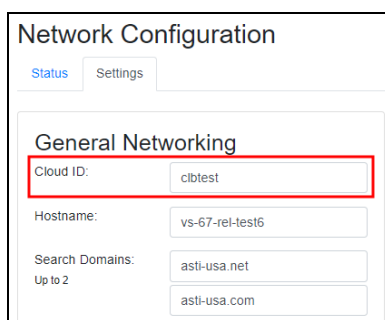 Network Configuration
Status Settings
General Networking
Cloud ID: clbtest
Hostname: vs-67-rel-test6
Search Domains: asti-usa.net
Up to 2
asti-usa.com